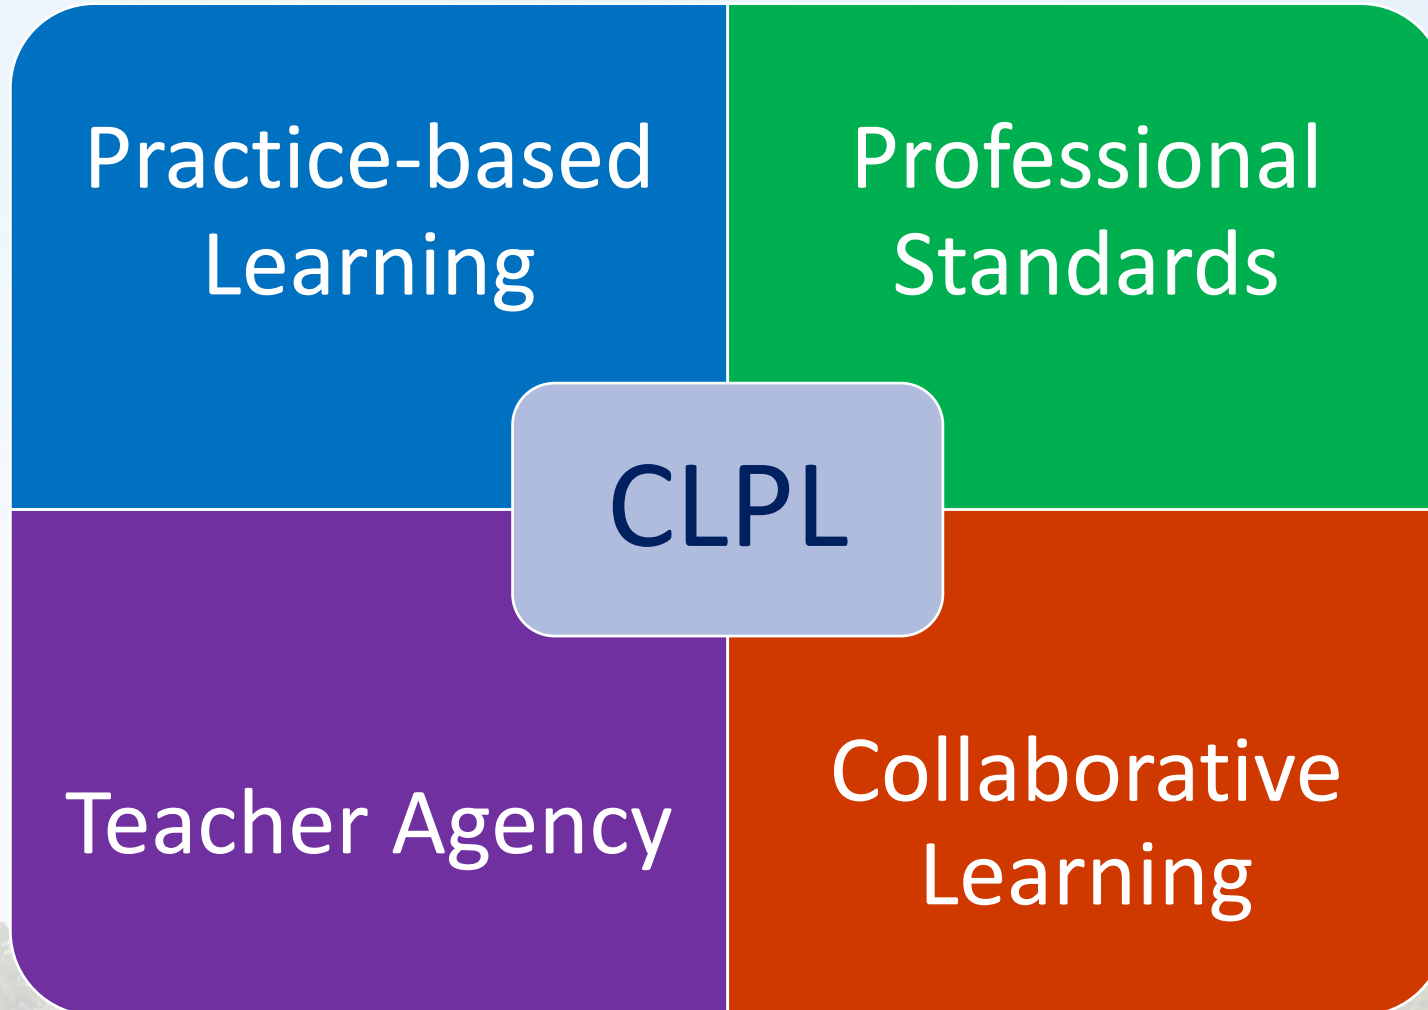 Practice-based
Learning
Professional
Standards
CLPL
Teacher Agency
Collaborative
Learning